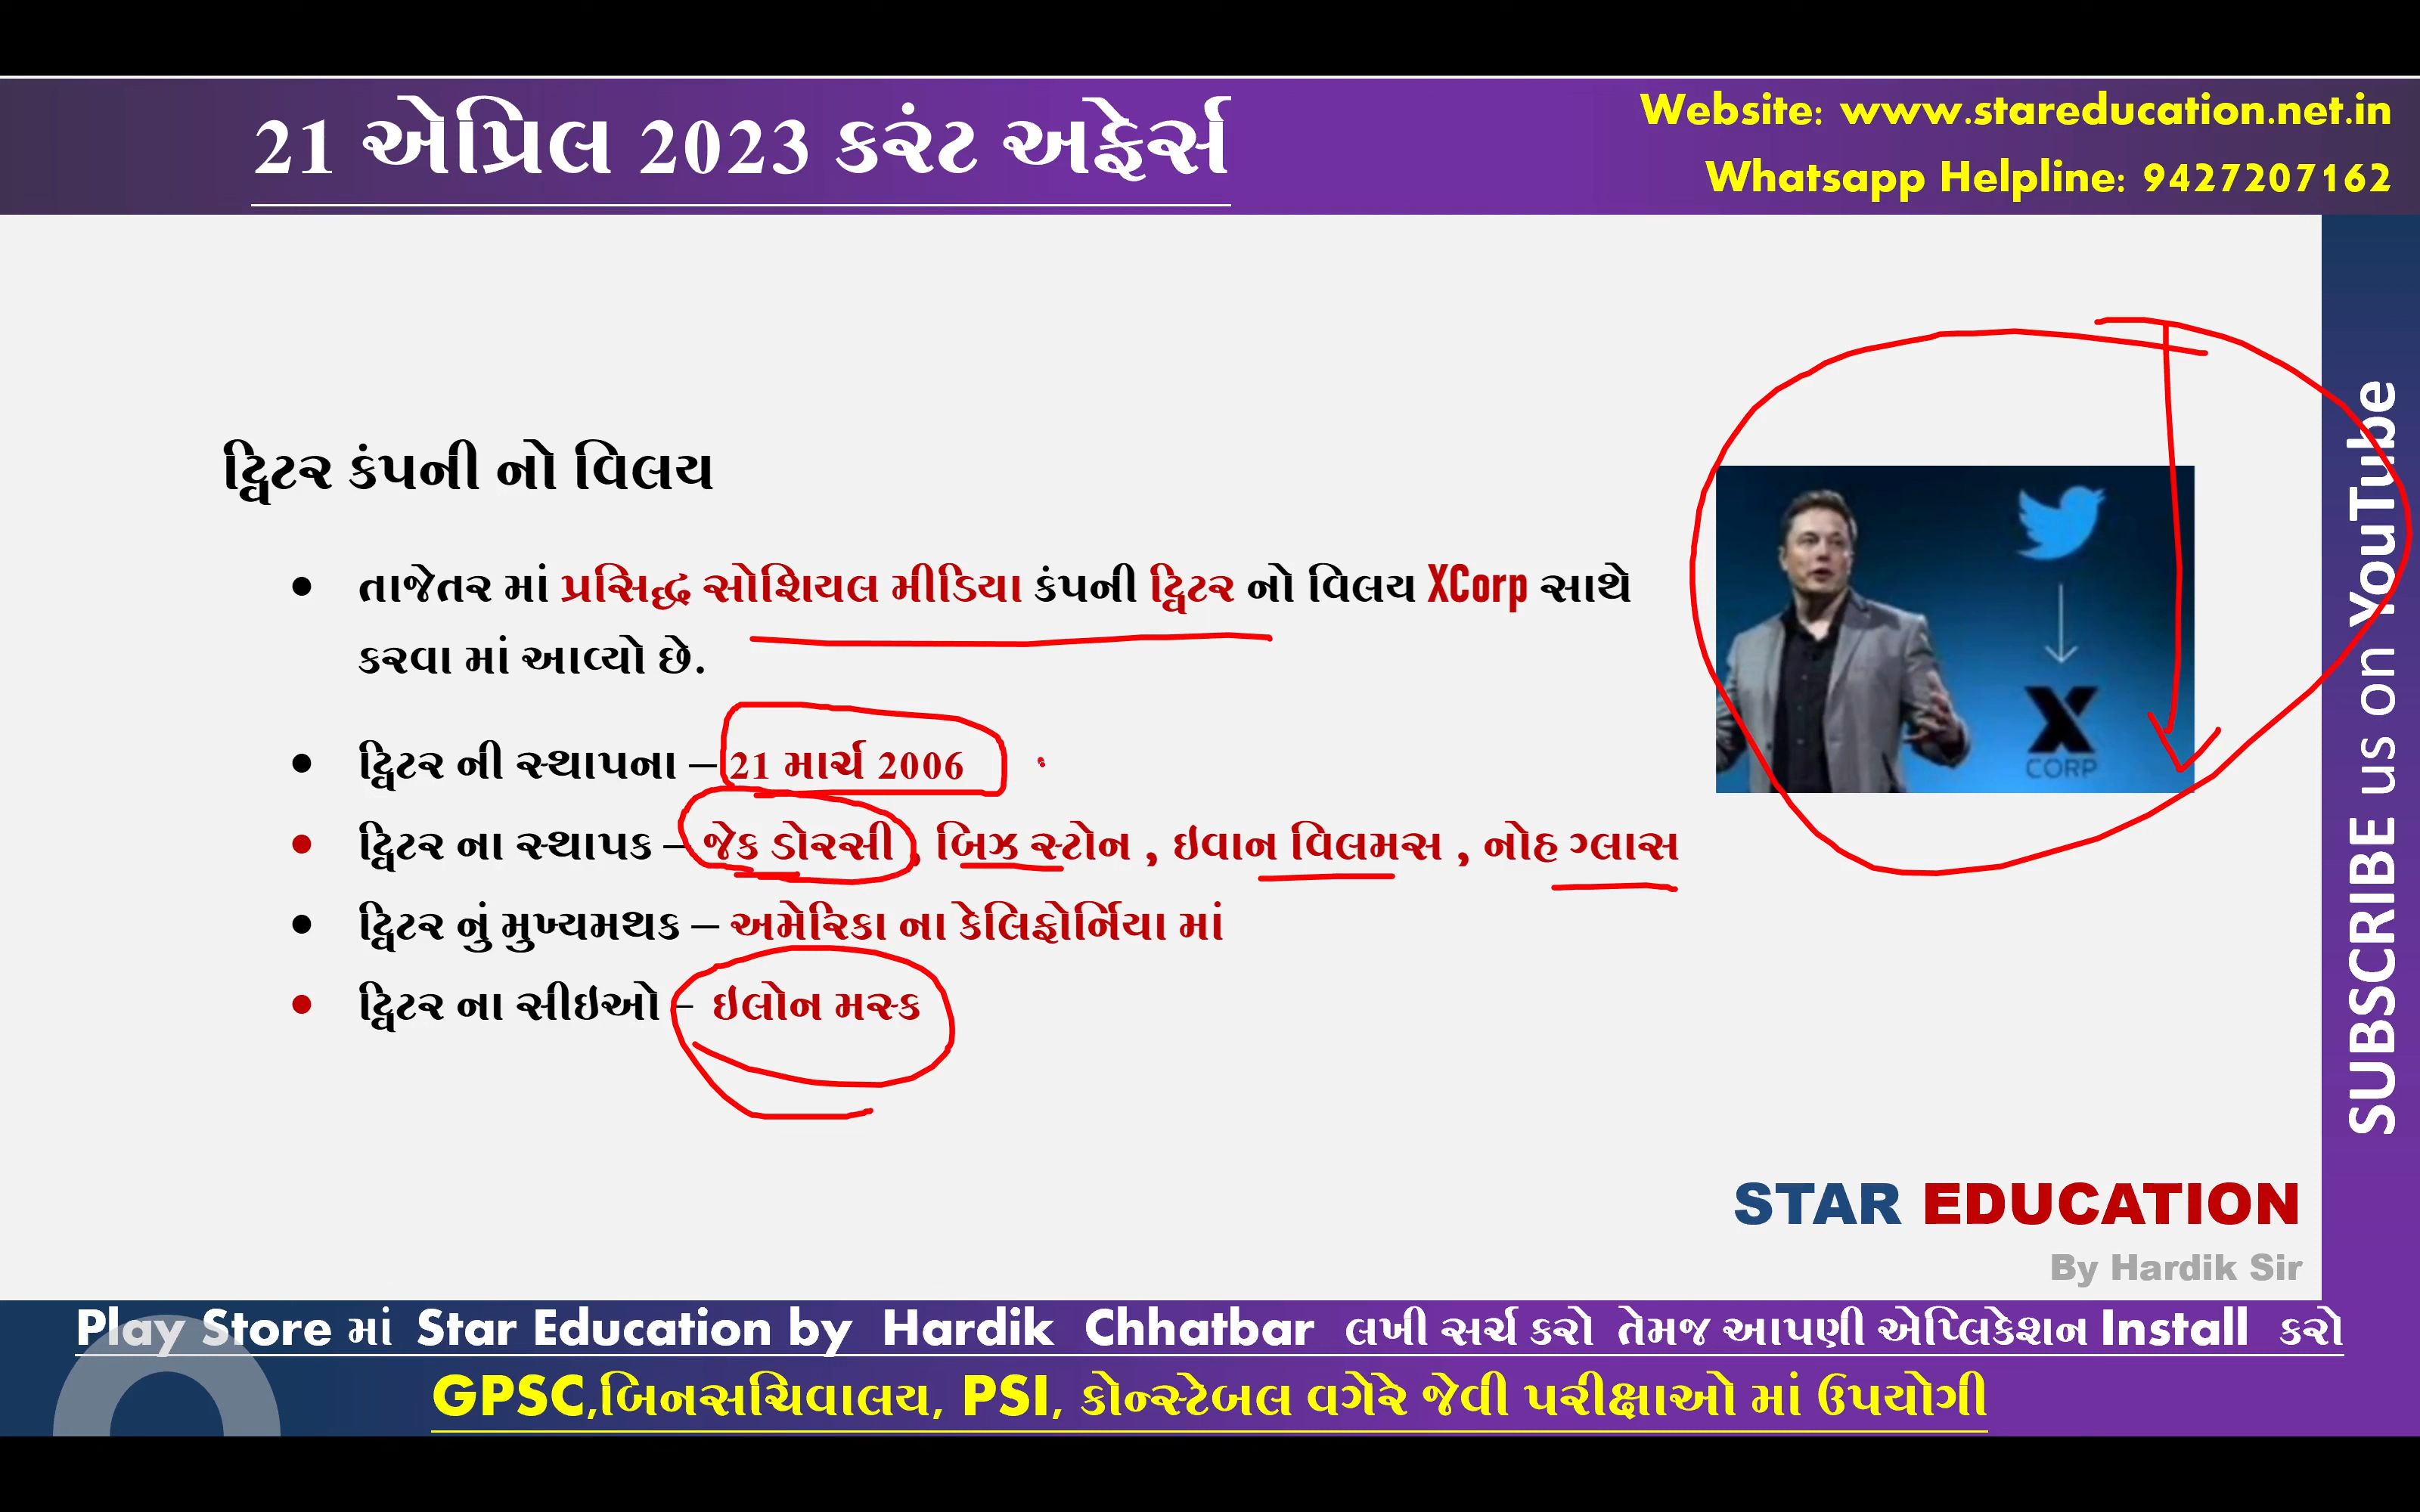 21 એપ્રિલ 2023 કરંટ અફેર્સ
Website: www.stareducation.net.in
Whatsapp Helpline: 9427207162
ટ્વિટર કંપની નો વિલય
તાજેતર માં પ્રસિદ્ધ સોશિયલ મીડિયા કંપની ટ્વિટર નો વિલય XCorp સાથે
કરવા માં આવ્યો છે.
ટ્વિટર ની સ્થાપના – 21 માર્ચ 2006
ટ્વિટર ના સ્થાપક – જેક ડોરસી , બિઝ સ્ટોન , ઇવાન વિલમસ , નોહ ગ્લાસ
ટ્વિટર નું મુખ્યમથક – અમેરિકા ના કેલિફોર્નિયા માં
ટ્વિટર ના સીઇઓ – ઇલોન મસ્ક
X
CORP
SUBSCRIBE us on YouTube
STAR EDUCATION
By Hardik Sir
Play Store માં Star Education by Hardik Chhatbar લખી સર્ચ કરો તેમજ આપણી એપ્લિકેશન Install કરો
GPSC,બિનસચિવાલય, PSI, કોન્સ્ટેબલ વગેરે જેવી પરીક્ષાઓ માં ઉપયોગી